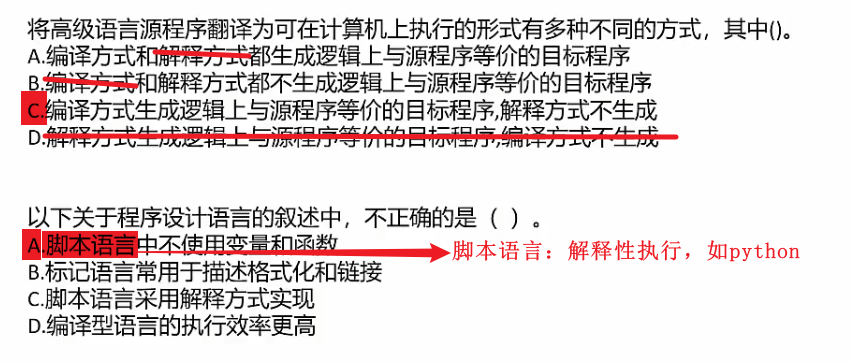 将高级语言源程序翻译为可在计算机上执行的形式有多种不同的方式，其中()。
A.编译方式和解释方式都生成逻辑上与源程序等价的目标程序
B.编译方式和解释方式都不生成逻辑上与源程序等价的目标程序
C.编译方式生成逻辑上与源程序等价的目标程序,解释方式不生成
D.解释方式生成逻辑上与源程序等价的目标程序,编译方式不生成
以下关于程序设计语言的叙述中，不正确的是（ ）。
A.脚本语言中不使用变量和函数
脚本语言：解释性执行，如python
B.标记语言常用于描述格式化和链接
C.脚本语言采用解释方式实现
D.编译型语言的执行效率更高